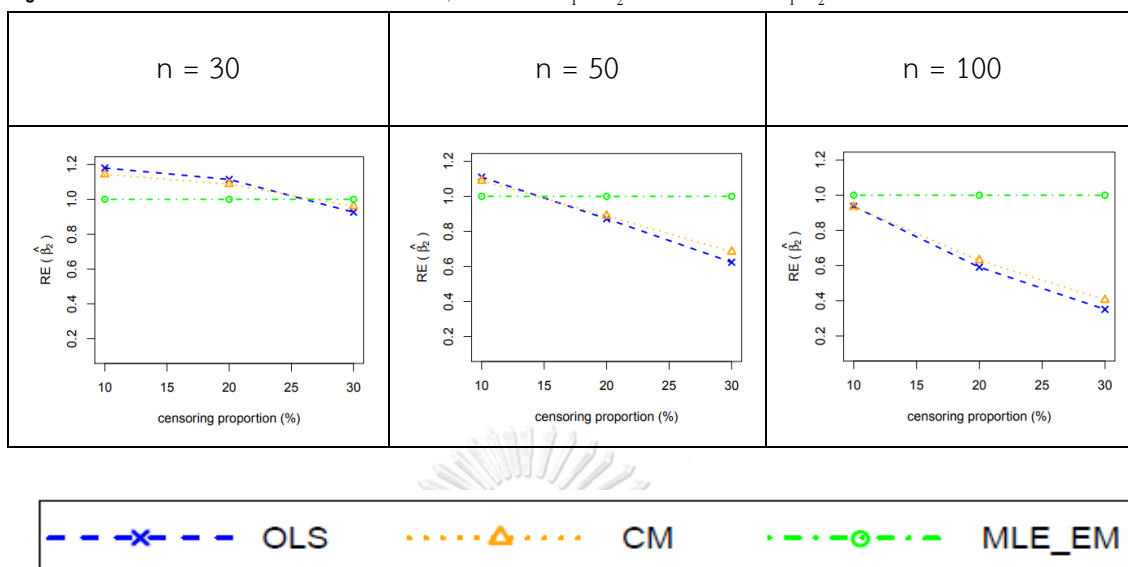 n = 30
n = 50
n = 100
RE ( β̂₂ )
0.2 0.4 0.6 0.8 1.0 1.2
10 15 20 25 30
censoring proportion (%)
RE ( β̂₂ )
0.2 0.4 0.6 0.8 1.0 1.2
10 15 20 25 30
censoring proportion (%)
RE ( β̂₂ )
0.2 0.4 0.6 0.8 1.0 1.2
10 15 20 25 30
censoring proportion (%)
OLS CM MLE_EM